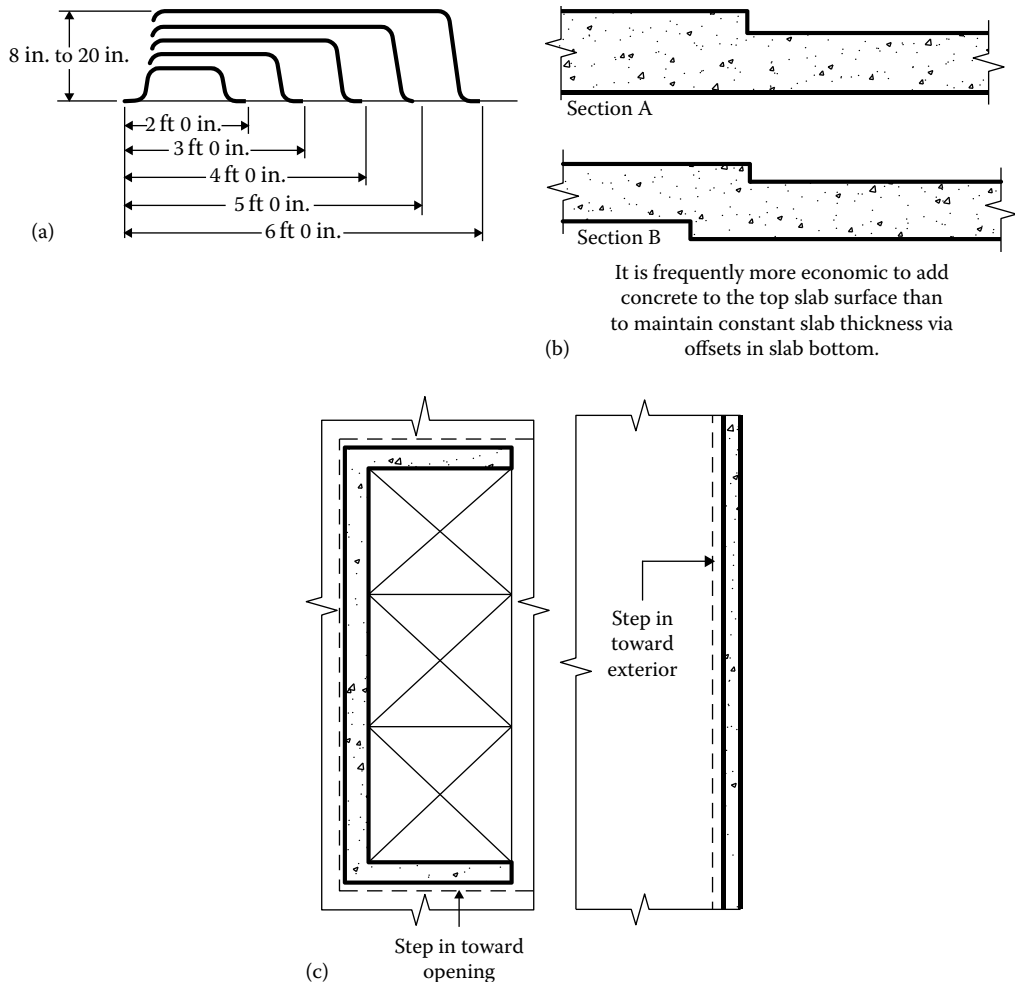 8 in. to 20 in.
2 ft 0 in.
3 ft 0 in.
4 ft 0 in.
5 ft 0 in.
6 ft 0 in.
(a)
Section A
Section B
It is frequently more economic to add
concrete to the top slab surface than
to maintain constant slab thickness via
offsets in slab bottom.
(b)
Step in
toward
exterior
Step in toward
opening
(c)